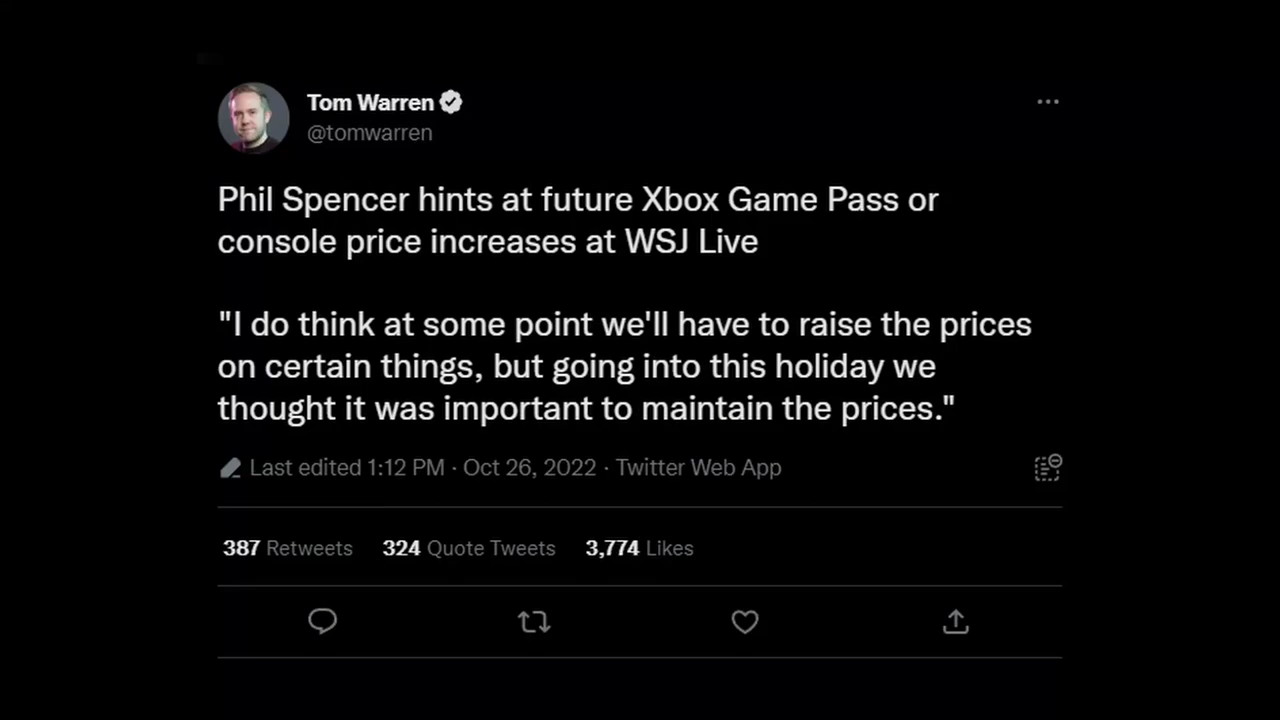 Tom Warren
@tomwarren
Phil Spencer hints at future Xbox Game Pass or
console price increases at WSJ Live
"I do think at some point we'll have to raise the prices
on certain things, but going into this holiday we
thought it was important to maintain the prices."
Last edited 1:12 PM · Oct 26, 2022 · Twitter Web App
387 Retweets 324 Quote Tweets 3,774 Likes